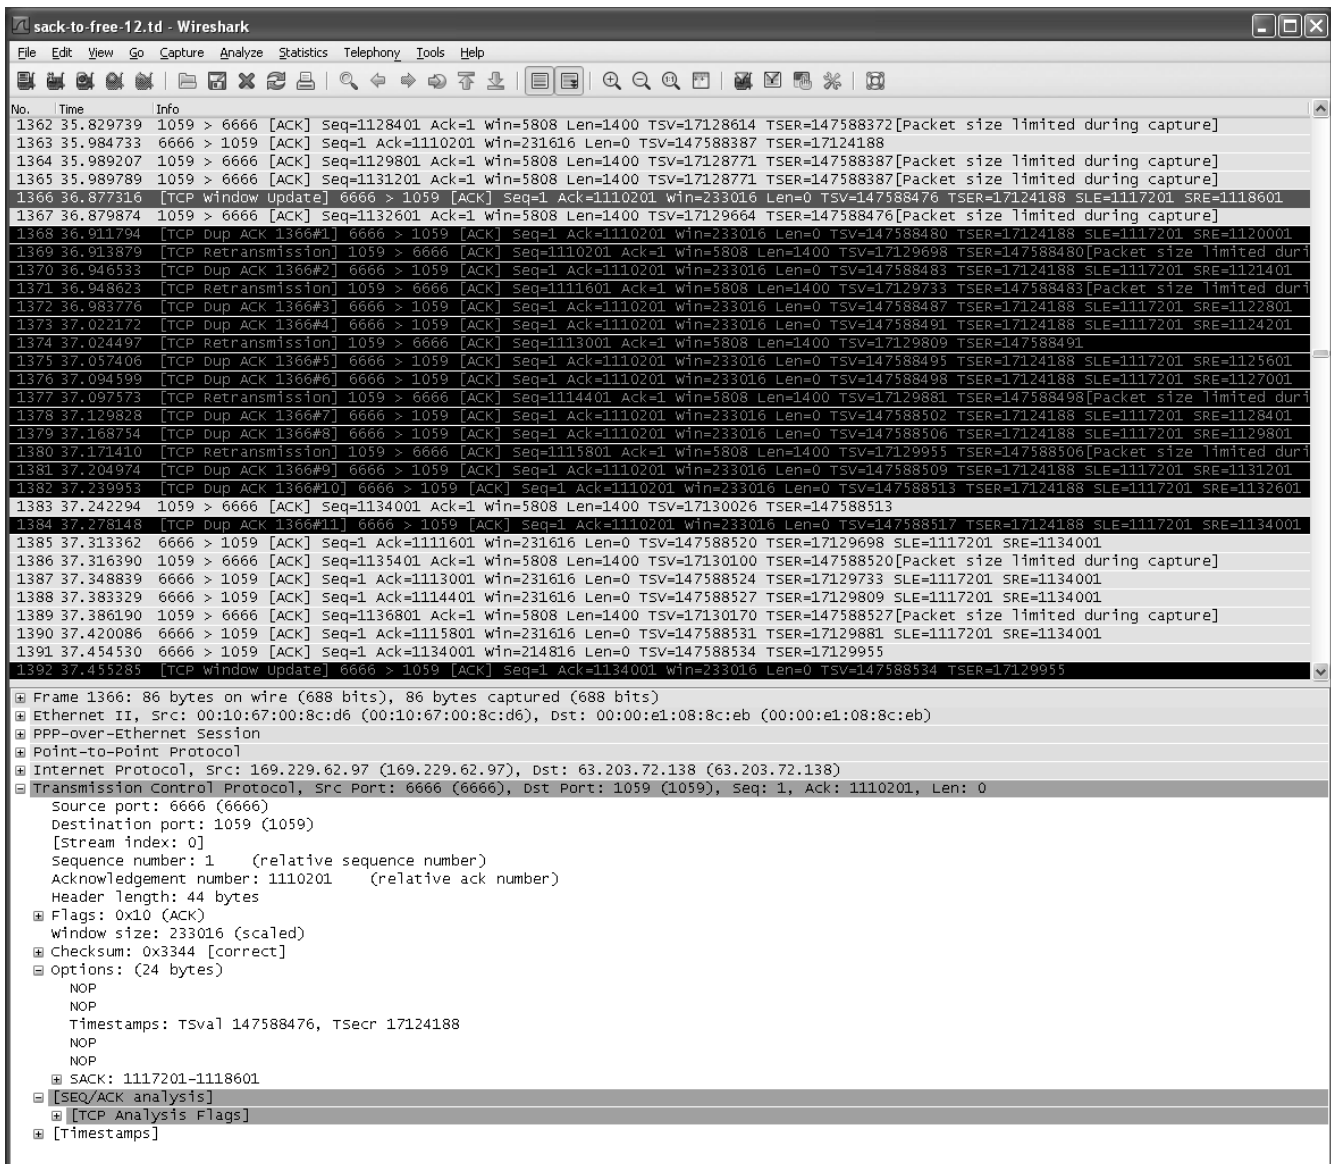 sack-to-free-12.td - Wireshark
File Edit View Go Capture Analyze Statistics Telephony Tools Help
No. Time Info
1362 35.829739 1059 > 6666 [ACK] Seq=1128401 Ack=1 Win=5808 Len=1400 TSV=17128614 TSER=147588372[Packet size limited during capture]
1363 35.984733 6666 > 1059 [ACK] Seq=1 Ack=1110201 Win=231616 Len=0 TSV=147588387 TSER=17124188
1364 35.989207 1059 > 6666 [ACK] Seq=1129801 Ack=1 Win=5808 Len=1400 TSV=17128771 TSER=147588387[Packet size limited during capture]
1365 35.989789 1059 > 6666 [ACK] Seq=1131201 Ack=1 Win=5808 Len=1400 TSV=17128771 TSER=147588387[Packet size limited during capture]
1366 36.877316 [TCP Window Update] 6666 > 1059 [ACK] Seq=1 Ack=1110201 Win=233016 Len=0 TSV=147588476 TSER=17124188 SLE=1117201 SRE=1118601
1367 36.879874 1059 > 6666 [ACK] Seq=1132601 Ack=1 Win=5808 Len=1400 TSV=17129664 TSER=147588476[Packet size limited during capture]
1368 36.911794 [TCP Dup ACK 1366#1] 6666 > 1059 [ACK] Seq=1 Ack=1110201 Win=233016 Len=0 TSV=147588480 TSER=17124188 SLE=1117201 SRE=1120001
1369 36.913879 [TCP Retransmission] 1059 > 6666 [ACK] Seq=1110201 Ack=1 Win=5808 Len=1400 TSV=17129698 TSER=147588480[Packet size limited duri
1370 36.946533 [TCP Dup ACK 1366#2] 6666 > 1059 [ACK] Seq=1 Ack=1110201 Win=233016 Len=0 TSV=147588483 TSER=17124188 SLE=1117201 SRE=1121401
1371 36.948623 [TCP Retransmission] 1059 > 6666 [ACK] Seq=1111601 Ack=1 Win=5808 Len=1400 TSV=17129733 TSER=147588483[Packet size limited duri
1372 36.983776 [TCP Dup ACK 1366#3] 6666 > 1059 [ACK] Seq=1 Ack=1110201 Win=233016 Len=0 TSV=147588487 TSER=17124188 SLE=1117201 SRE=1122801
1373 37.022172 [TCP Dup ACK 1366#4] 6666 > 1059 [ACK] Seq=1 Ack=1110201 Win=233016 Len=0 TSV=147588491 TSER=17124188 SLE=1117201 SRE=1124201
1374 37.024497 [TCP Retransmission] 1059 > 6666 [ACK] Seq=1113001 Ack=1 Win=5808 Len=1400 TSV=17129809 TSER=147588491
1375 37.057406 [TCP Dup ACK 1366#5] 6666 > 1059 [ACK] Seq=1 Ack=1110201 Win=233016 Len=0 TSV=147588495 TSER=17124188 SLE=1117201 SRE=1125601
1376 37.094599 [TCP Dup ACK 1366#6] 6666 > 1059 [ACK] Seq=1 Ack=1110201 Win=233016 Len=0 TSV=147588498 TSER=17124188 SLE=1117201 SRE=1127001
1377 37.097573 [TCP Retransmission] 1059 > 6666 [ACK] Seq=1114401 Ack=1 Win=5808 Len=1400 TSV=17129881 TSER=147588498[Packet size limited duri
1378 37.129828 [TCP Dup ACK 1366#7] 6666 > 1059 [ACK] Seq=1 Ack=1110201 Win=233016 Len=0 TSV=147588502 TSER=17124188 SLE=1117201 SRE=1128401
1379 37.168754 [TCP Dup ACK 1366#8] 6666 > 1059 [ACK] Seq=1 Ack=1110201 Win=233016 Len=0 TSV=147588506 TSER=17124188 SLE=1117201 SRE=1129801
1380 37.171410 [TCP Retransmission] 1059 > 6666 [ACK] Seq=1115801 Ack=1 Win=5808 Len=1400 TSV=17129955 TSER=147588506[Packet size limited duri
1381 37.204974 [TCP Dup ACK 1366#9] 6666 > 1059 [ACK] Seq=1 Ack=1110201 Win=233016 Len=0 TSV=147588509 TSER=17124188 SLE=1117201 SRE=1131201
1382 37.239953 [TCP Dup ACK 1366#10] 6666 > 1059 [ACK] Seq=1 Ack=1110201 Win=233016 Len=0 TSV=147588513 TSER=17124188 SLE=1117201 SRE=1132601
1383 37.242294 1059 > 6666 [ACK] Seq=1134001 Ack=1 Win=5808 Len=1400 TSV=17130026 TSER=147588513
1384 37.278148 [TCP Dup ACK 1366#11] 6666 > 1059 [ACK] Seq=1 Ack=1110201 Win=233016 Len=0 TSV=147588517 TSER=17124188 SLE=1117201 SRE=1134001
1385 37.313362 6666 > 1059 [ACK] Seq=1 Ack=1111601 Win=231616 Len=0 TSV=147588520 TSER=17129698 SLE=1117201 SRE=1134001
1386 37.316390 1059 > 6666 [ACK] Seq=1135401 Ack=1 Win=5808 Len=1400 TSV=17130100 TSER=147588520[Packet size limited during capture]
1387 37.348839 6666 > 1059 [ACK] Seq=1 Ack=1113001 Win=231616 Len=0 TSV=147588524 TSER=17129733 SLE=1117201 SRE=1134001
1388 37.383329 6666 > 1059 [ACK] Seq=1 Ack=1114401 Win=231616 Len=0 TSV=147588527 TSER=17129809 SLE=1117201 SRE=1134001
1389 37.386190 1059 > 6666 [ACK] Seq=1136801 Ack=1 Win=5808 Len=1400 TSV=17130170 TSER=147588527[Packet size limited during capture]
1390 37.420086 6666 > 1059 [ACK] Seq=1 Ack=1115801 Win=231616 Len=0 TSV=147588531 TSER=17129881 SLE=1117201 SRE=1134001
1391 37.454530 6666 > 1059 [ACK] Seq=1 Ack=1134001 Win=214816 Len=0 TSV=147588534 TSER=17129955
1392 37.455285 [TCP Window Update] 6666 > 1059 [ACK] Seq=1 Ack=1134001 Win=233016 Len=0 TSV=147588534 TSER=17129955
Frame 1366: 86 bytes on wire (688 bits), 86 bytes captured (688 bits)
Ethernet II, Src: 00:10:67:00:8c:d6 (00:10:67:00:8c:d6), Dst: 00:00:e1:08:8c:eb (00:00:e1:08:8c:eb)
PPP-over-Ethernet Session
Point-to-Point Protocol
Internet Protocol, Src: 169.229.62.97 (169.229.62.97), Dst: 63.203.72.138 (63.203.72.138)
Transmission Control Protocol, Src Port: 6666 (6666), Dst Port: 1059 (1059), Seq: 1, Ack: 1110201, Len: 0
Source port: 6666 (6666)
Destination port: 1059 (1059)
[Stream index: 0]
Sequence number: 1 (relative sequence number)
Acknowledgement number: 1110201 (relative ack number)
Header length: 44 bytes
Flags: 0x10 (ACK)
Window size: 233016 (scaled)
Checksum: 0x3344 [correct]
Options: (24 bytes)
NOP
NOP
Timestamps: TSval 147588476, TSecr 17124188
NOP
NOP
SACK: 1117201-1118601
[SEQ/ACK analysis]
[TCP Analysis Flags]
[Timestamps]